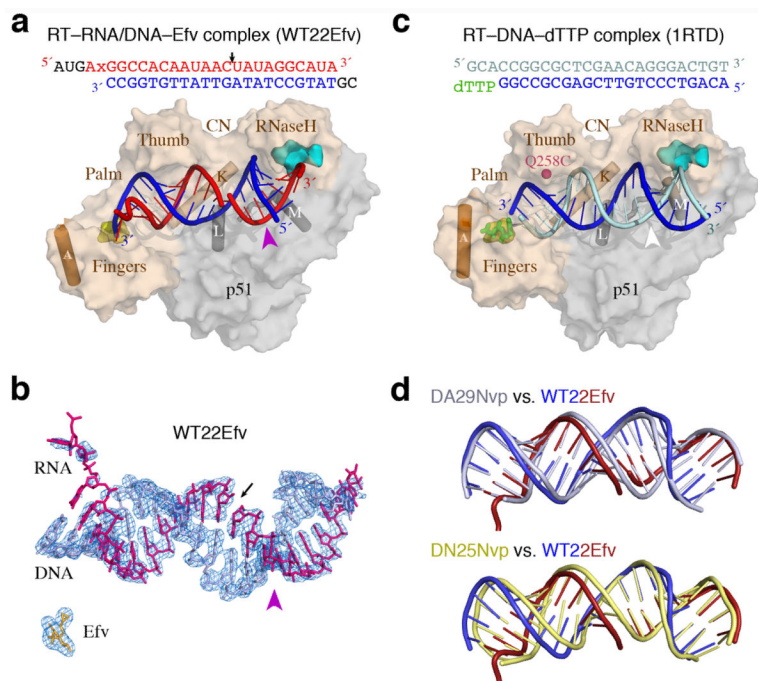 a
RT–RNA/DNA–Efv complex (WT22Efv)
5´ AUGAxGGCCACAAUAACUAUAGGCAUA 3´
3´ CCGGTGTTATTGATATCCGTATGC
CN
Thumb
RNaseH
Palm
K
3´
M
A
L
5´
Fingers
p51
c
RT–DNA–dTTP complex (1RTD)
5´ GCACCGGCGCTCGAACAGGGACTGT 3´
dTTP GGCCGCGAGCTTGTCCCTGACA 5´
CN
Thumb
RNaseH
Q258C
Palm
K
3´
M
5´
A
L
3´
Fingers
p51
b
WT22Efv
RNA
DNA
Efv
d
DA29Nvp vs. WT22Efv
DN25Nvp vs. WT22Efv